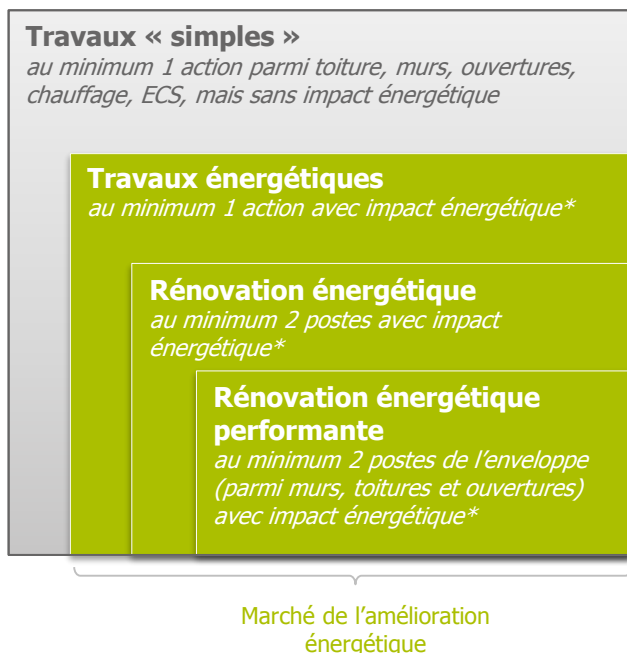 Travaux « simples »
au minimum 1 action parmi toiture, murs, ouvertures,
chauffage, ECS, mais sans impact énergétique
Travaux énergétiques
au minimum 1 action avec impact énergétique*
Rénovation énergétique
au minimum 2 postes avec impact
énergétique*
Rénovation énergétique
performante
au minimum 2 postes de l’enveloppe
(parmi murs, toitures et ouvertures)
avec impact énergétique*
Marché de l’amélioration
énergétique